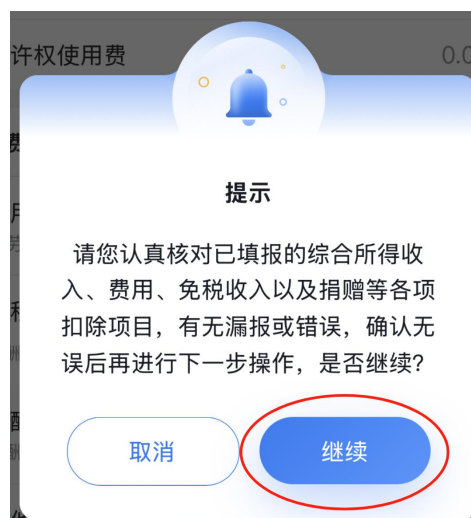 许权使用费 0.0
提示
请您认真核对已填报的综合所得收
入、费用、免税收入以及捐赠等各项
扣除项目，有无漏报或错误，确认无
误后再进行下一步操作，是否继续？
取消 继续